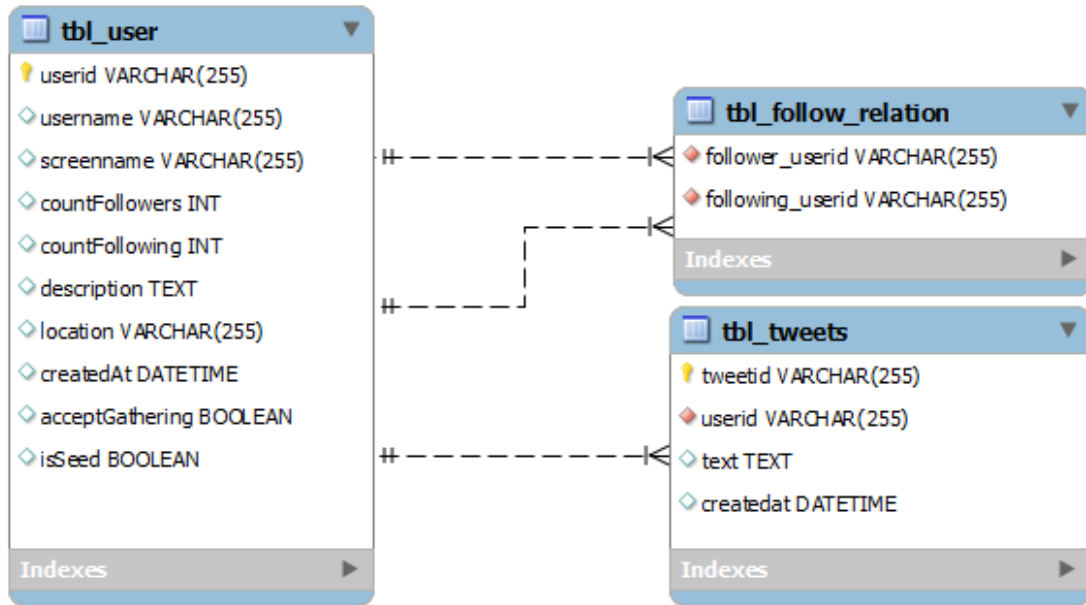 tbl_user
userid VARCHAR(255)
username VARCHAR(255)
screenname VARCHAR(255)
countFollowers INT
countFollowing INT
description TEXT
location VARCHAR(255)
createdAt DATETIME
acceptGathering BOOLEAN
isSeed BOOLEAN
Indexes
tbl_follow_relation
follower_userid VARCHAR(255)
following_userid VARCHAR(255)
Indexes
tbl_tweets
tweetid VARCHAR(255)
userid VARCHAR(255)
text TEXT
createdat DATETIME
Indexes